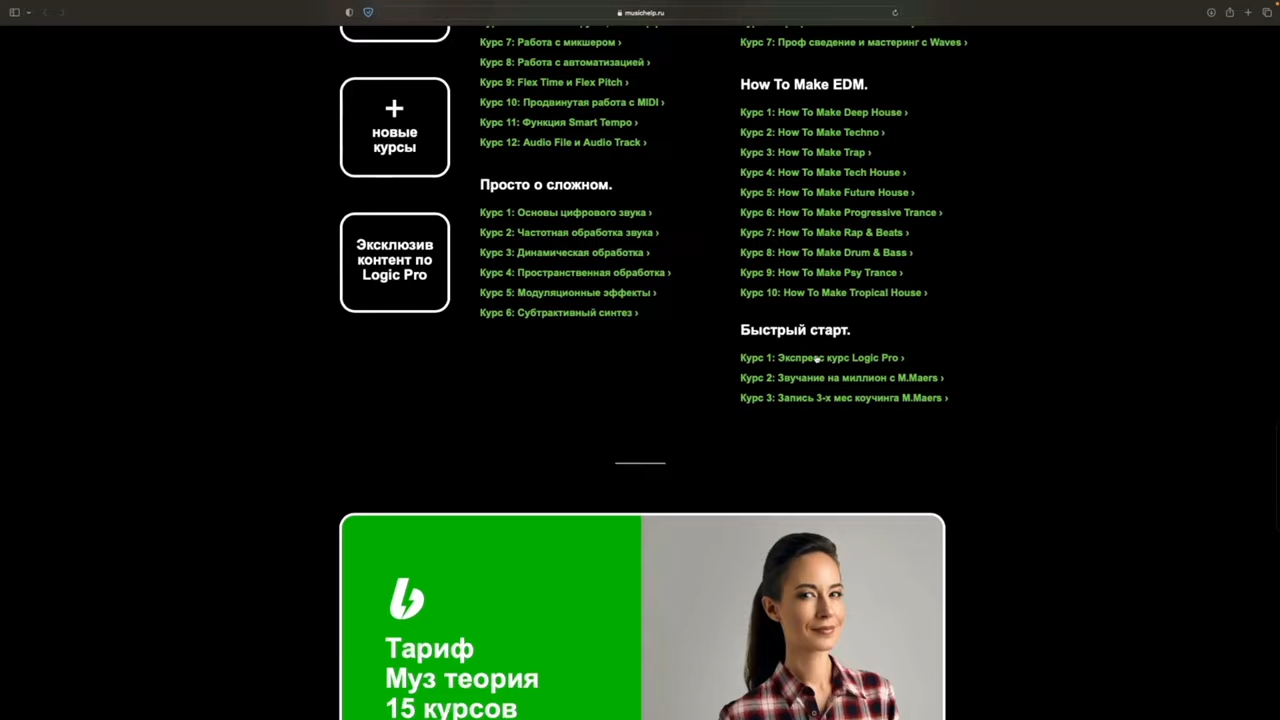 musichelp.ru
Курс 7: Работа с микшером ›
Курс 8: Работа с автоматизацией ›
Курс 9: Flex Time и Flex Pitch ›
Курс 10: Продвинутая работа с MIDI ›
Курс 11: Функция Smart Tempo ›
Курс 12: Audio File и Audio Track ›
+
новые
курсы
Просто о сложном.
Курс 1: Основы цифрового звука ›
Курс 2: Частотная обработка звука ›
Курс 3: Динамическая обработка ›
Курс 4: Пространственная обработка ›
Курс 5: Модуляционные эффекты ›
Курс 6: Субтрактивный синтез ›
Эксклюзив
контент по
Logic Pro
Курс 7: Проф сведение и мастеринг с Waves ›
How To Make EDM.
Курс 1: How To Make Deep House ›
Курс 2: How To Make Techno ›
Курс 3: How To Make Trap ›
Курс 4: How To Make Tech House ›
Курс 5: How To Make Future House ›
Курс 6: How To Make Progressive Trance ›
Курс 7: How To Make Rap & Beats ›
Курс 8: How To Make Drum & Bass ›
Курс 9: How To Make Psy Trance ›
Курс 10: How To Make Tropical House ›
Быстрый старт.
Курс 1: Экспресс курс Logic Pro ›
Курс 2: Звучание на миллион с M.Maers ›
Курс 3: Запись 3-х мес коучинга M.Maers ›
Тариф
Муз теория
15 курсов